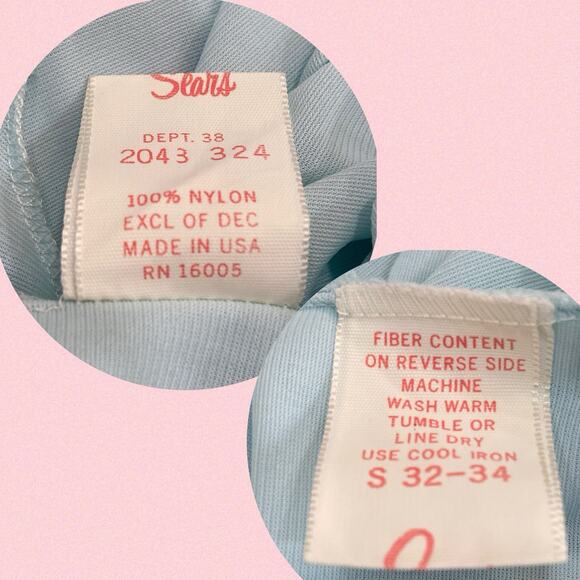 Sears
DEPT. 38
2043 324
100% NYLON
EXCL OF DEC
MADE IN USA
RN 16005
FIBER CONTENT
ON REVERSE SIDE
MACHINE
WASH WARM
TUMBLE OR
LINE DRY
USE COOL IRON
S 32-34